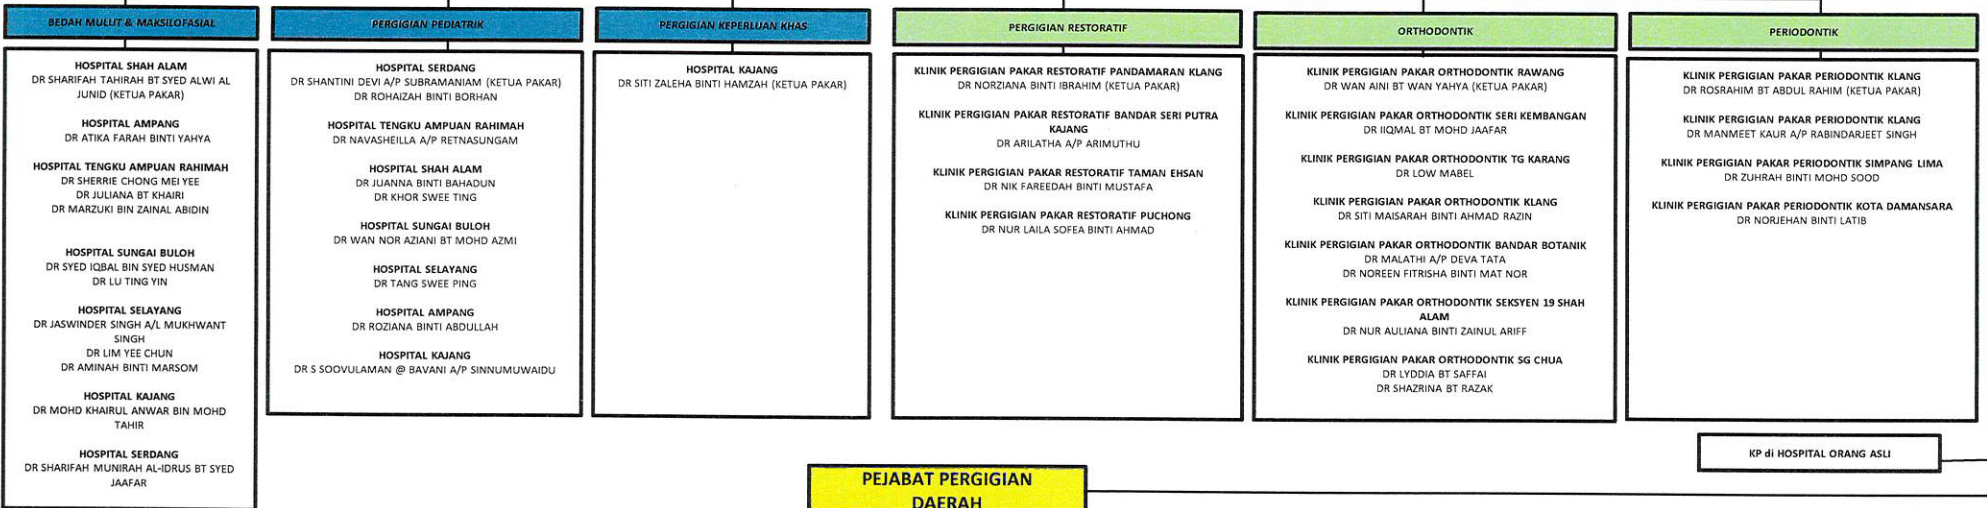 BEDAH MULUT & MAKSILOFASIAL
HOSPITAL SHAH ALAM
DR SHARIFAH TAHIRAH BT SYED ALWI AL
JUNID (KETUA PAKAR)
HOSPITAL AMPANG
DR ATIKA FARAH BINTI YAHYA
HOSPITAL TENGKU AMPUAN RAHIMAH
DR SHERRIE CHONG MEI YEE
DR JULIANA BT KHAIRI
DR MARZUKI BIN ZAINAL ABIDIN
HOSPITAL SUNGAI BULOH
DR SYED IQBAL BIN SYED HUSMAN
DR LU TING YIN
HOSPITAL SELAYANG
DR JASWINDER SINGH A/L MUKHWANT
SINGH
DR LIM YEE CHUN
DR AMINAH BINTI MARSOM
HOSPITAL KAJANG
DR MOHD KHAIRUL ANWAR BIN MOHD
TAHIR
HOSPITAL SERDANG
DR SHARIFAH MUNIRAH AL-IDRUS BT SYED
JAAFAR
PERGIGIAN PEDIATRIK
HOSPITAL SERDANG
DR SHANTINI DEVI A/P SUBRAMANIAM (KETUA PAKAR)
DR ROHAIZAH BINTI BORHAN
HOSPITAL TENGKU AMPUAN RAHIMAH
DR NAVASHEILLA A/P RETNASUNGAM
HOSPITAL SHAH ALAM
DR JUANNA BINTI BAHADUN
DR KHOR SWEE TING
HOSPITAL SUNGAI BULOH
DR WAN NOR AZIANI BT MOHD AZMI
HOSPITAL SELAYANG
DR TANG SWEE PING
HOSPITAL AMPANG
DR ROZIANA BINTI ABDULLAH
HOSPITAL KAJANG
DR S SOOVULAMAN @ BAVANI A/P SINNUMUWAIDU
PERGIGIAN KEPERLUAN KHAS
HOSPITAL KAJANG
DR SITI ZALEHA BINTI HAMZAH (KETUA PAKAR)
PERGIGIAN RESTORATIF
KLINIK PERGIGIAN PAKAR RESTORATIF PANDAMARAN KLANG
DR NORZIANA BINTI IBRAHIM (KETUA PAKAR)
KLINIK PERGIGIAN PAKAR RESTORATIF BANDAR SERI PUTRA
KAJANG
DR ARILATHA A/P ARIMUTHU
KLINIK PERGIGIAN PAKAR RESTORATIF TAMAN EHSAN
DR NIK FAREEDAH BINTI MUSTAFA
KLINIK PERGIGIAN PAKAR RESTORATIF PUCHONG
DR NUR LAILA SOFEA BINTI AHMAD
ORTHODONTIK
KLINIK PERGIGIAN PAKAR ORTHODONTIK RAWANG
DR WAN AINI BT WAN YAHYA (KETUA PAKAR)
KLINIK PERGIGIAN PAKAR ORTHODONTIK SERI KEMBANGAN
DR IIQMAL BT MOHD JAAFAR
KLINIK PERGIGIAN PAKAR ORTHODONTIK TG KARANG
DR LOW MABEL
KLINIK PERGIGIAN PAKAR ORTHODONTIK KLANG
DR SITI MAISARAH BINTI AHMAD RAZIN
KLINIK PERGIGIAN PAKAR ORTHODONTIK BANDAR BOTANIK
DR MALATHI A/P DEVA TATA
DR NOREEN FITRISHA BINTI MAT NOR
KLINIK PERGIGIAN PAKAR ORTHODONTIK SEKSYEN 19 SHAH
ALAM
DR NUR AULIANA BINTI ZAINUL ARIFF
KLINIK PERGIGIAN PAKAR ORTHODONTIK SG CHUA
DR LYDDIA BT SAFFAI
DR SHAZRINA BT RAZAK
PERIODONTIK
KLINIK PERGIGIAN PAKAR PERIODONTIK KLANG
DR ROSRAHIM BT ABDUL RAHIM (KETUA PAKAR)
KLINIK PERGIGIAN PAKAR PERIODONTIK KLANG
DR MANMEET KAUR A/P RABINDARJEET SINGH
KLINIK PERGIGIAN PAKAR PERIODONTIK SIMPANG LIMA
DR ZUHRAH BINTI MOHD SOOD
KLINIK PERGIGIAN PAKAR PERIODONTIK KOTA DAMANSARA
DR NORJEHAN BINTI LATIB
KP di HOSPITAL ORANG ASLI
PEJABAT PERGIGIAN
DAERAH